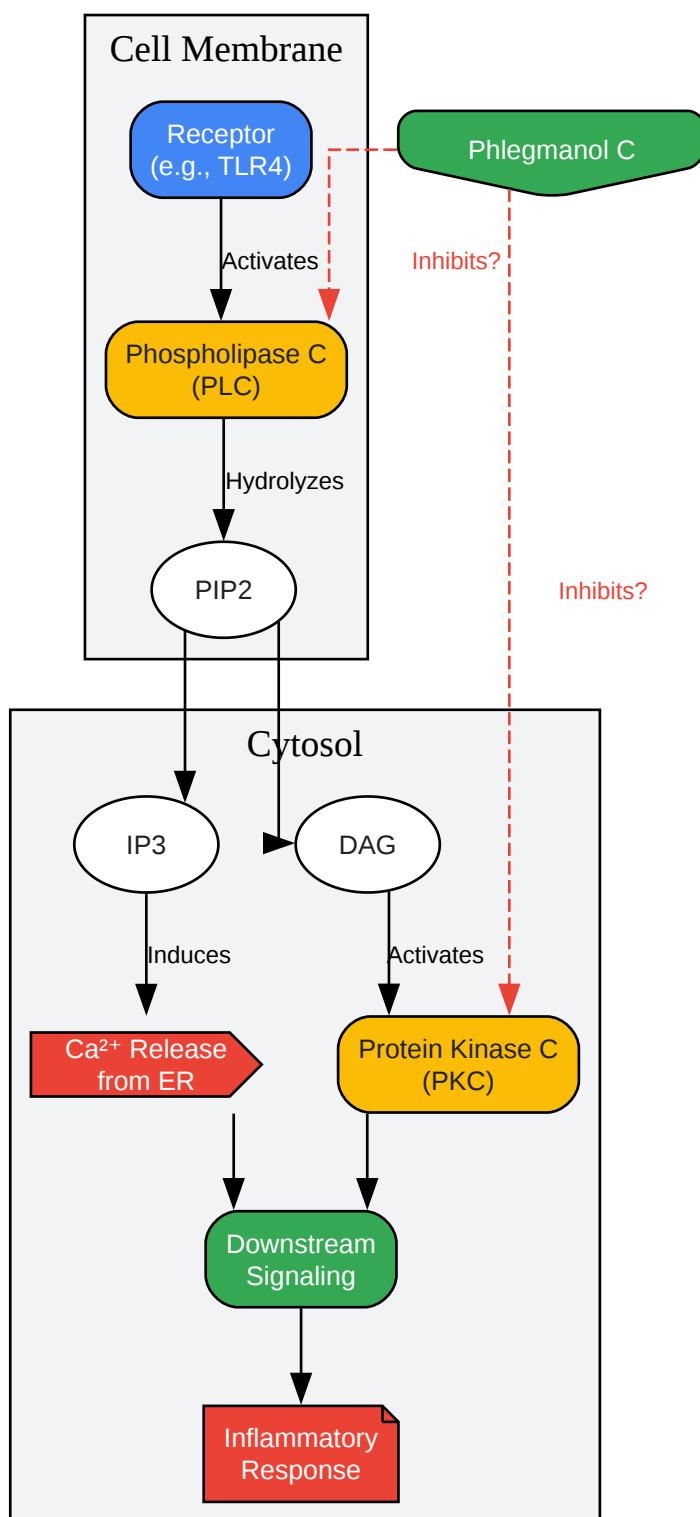 Cell Membrane
Receptor
(e.g., TLR4)
Phlegmanol C
Activates
Inhibits?
Phospholipase C
(PLC)
Hydrolyzes
PIP2
Inhibits?
Cytosol
IP3
DAG
Induces
Activates
Ca²⁺ Release
from ER
Protein Kinase C
(PKC)
Downstream
Signaling
Inflammatory
Response